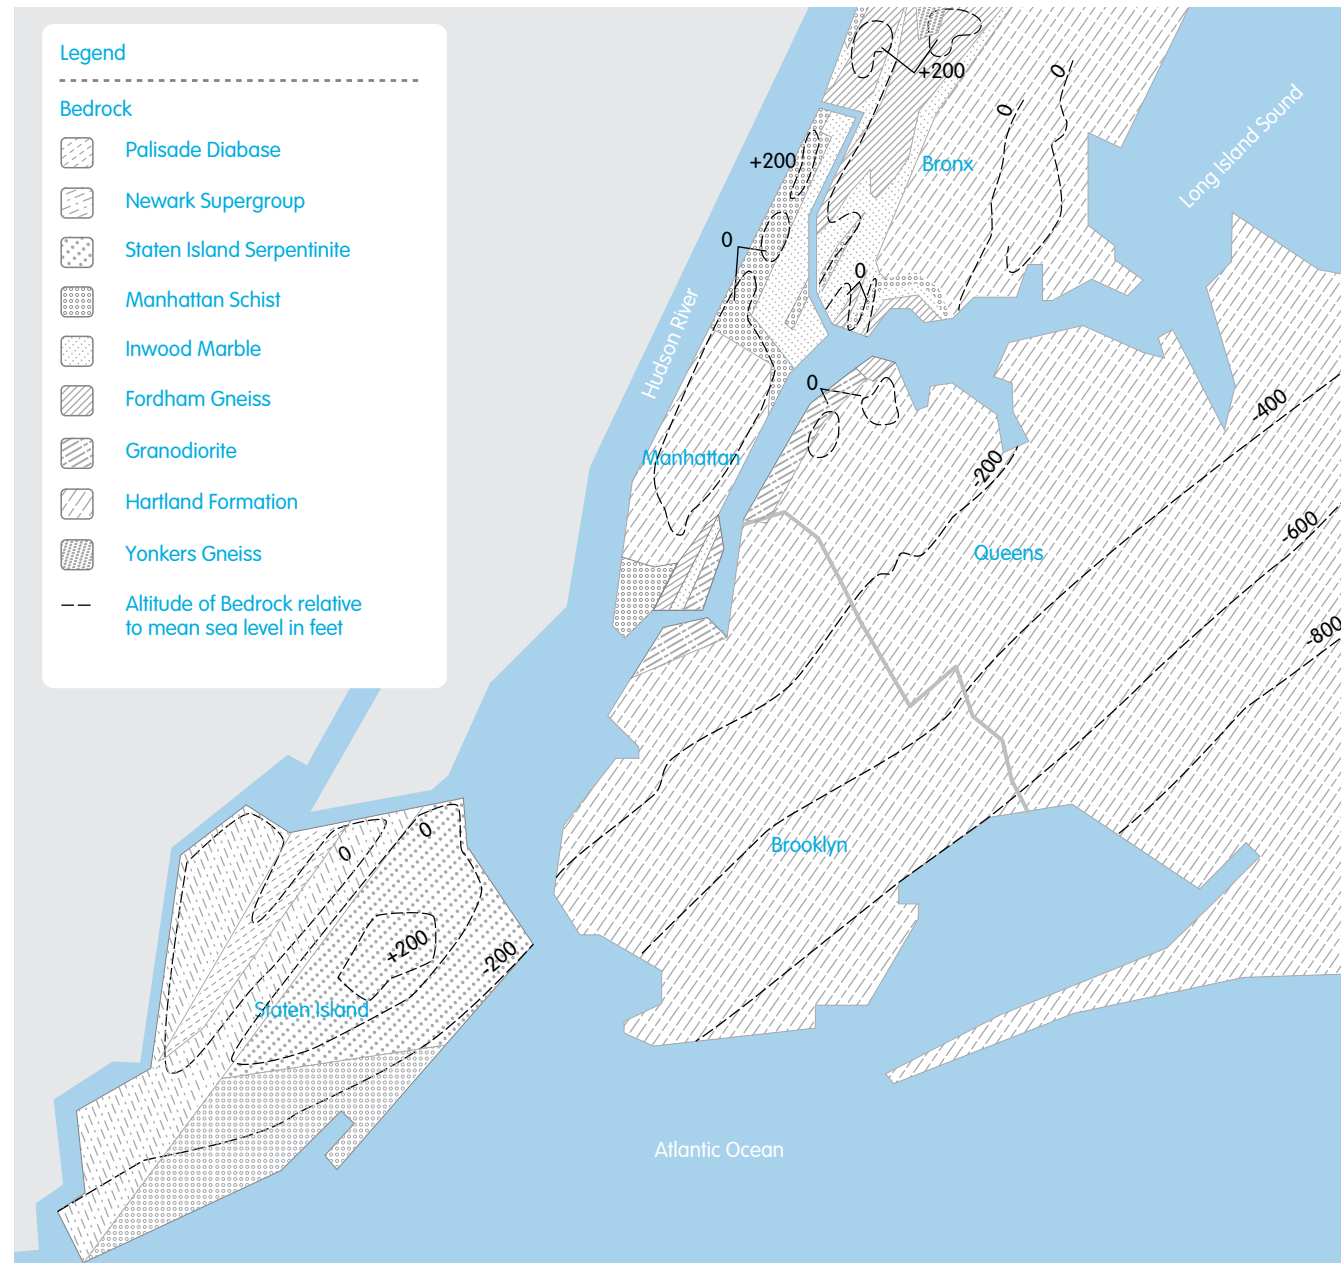 Legend
Bedrock
Palisade Diabase
Newark Supergroup
Staten Island Serpentinite
Manhattan Schist
Inwood Marble
Fordham Gneiss
Granodiorite
Hartland Formation
Yonkers Gneiss
Altitude of Bedrock relative
to mean sea level in feet
+200
0
0
Long Island Sound
+200
Bronx
0
0
Hudson River
0
-400
Manhattan
-200
-600
Queens
-800
0
0
Brooklyn
+200
-200
Staten Island
Atlantic Ocean